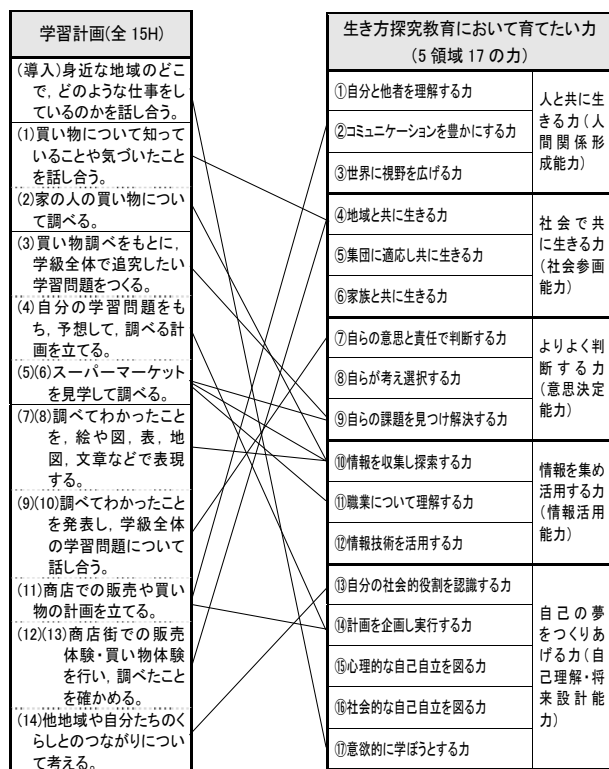 学習計画(全 15H)
(導入)身近な地域のどこ
で, どのような仕事をし
ているのかを話し合う。
(1)買い物について知って
いることや気づいたこと
を話し合う。
(2)家の人の買い物につい
て調べる。
(3)買い物調べをもとに,
学級全体で追究したい
学習問題をつくる。
(4)自分の学習問題をも
ち, 予想して, 調べる計
画を立てる。
(5)(6)スーパーマーケット
を見学して調べる。
(7)(8)調べてわかったこと
を, 絵や図, 表, 地
図, 文章などで表現
する。
(9)(10)調べてわかったこと
を発表し, 学級全体
の学習問題について
話し合う。
(11)商店での販売や買い
物の計画を立てる。
(12)(13)商店街での販売
体験・買い物体験
を行い, 調べたこと
を確かめる。
(14)他地域や自分たちのく
らしとのつながりについ
て考える。
生き方探究教育において育てたい力
(5 領域 17 の力)
①自分と他者を理解する力
②コミュニケーションを豊かにする力
③世界に視野を広げる力
人と共に生
きる力(人
間関係形
成能力)
④地域と共に生きる力
⑤集団に適応し共に生きる力
⑥家族と共に生きる力
社会で共
に生きる力
(社会参画
能力)
⑦自らの意思と責任で判断する力
⑧自らが考え選択する力
⑨自らの課題を見つけ解決する力
よりよく判
断する力
(意思決定
能力)
⑩情報を収集し探索する力
⑪職業について理解する力
⑫情報技術を活用する力
情報を集め
活用する力
(情報活用
能力)
⑬自分の社会的役割を認識する力
⑭計画を企画し実行する力
⑮心理的な自己自立を図る力
⑯社会的な自己自立を図る力
⑰意欲的に学ぼうとする力
自己の夢
をつくりあ
げる力(自
己理解・将
来設計能
力)